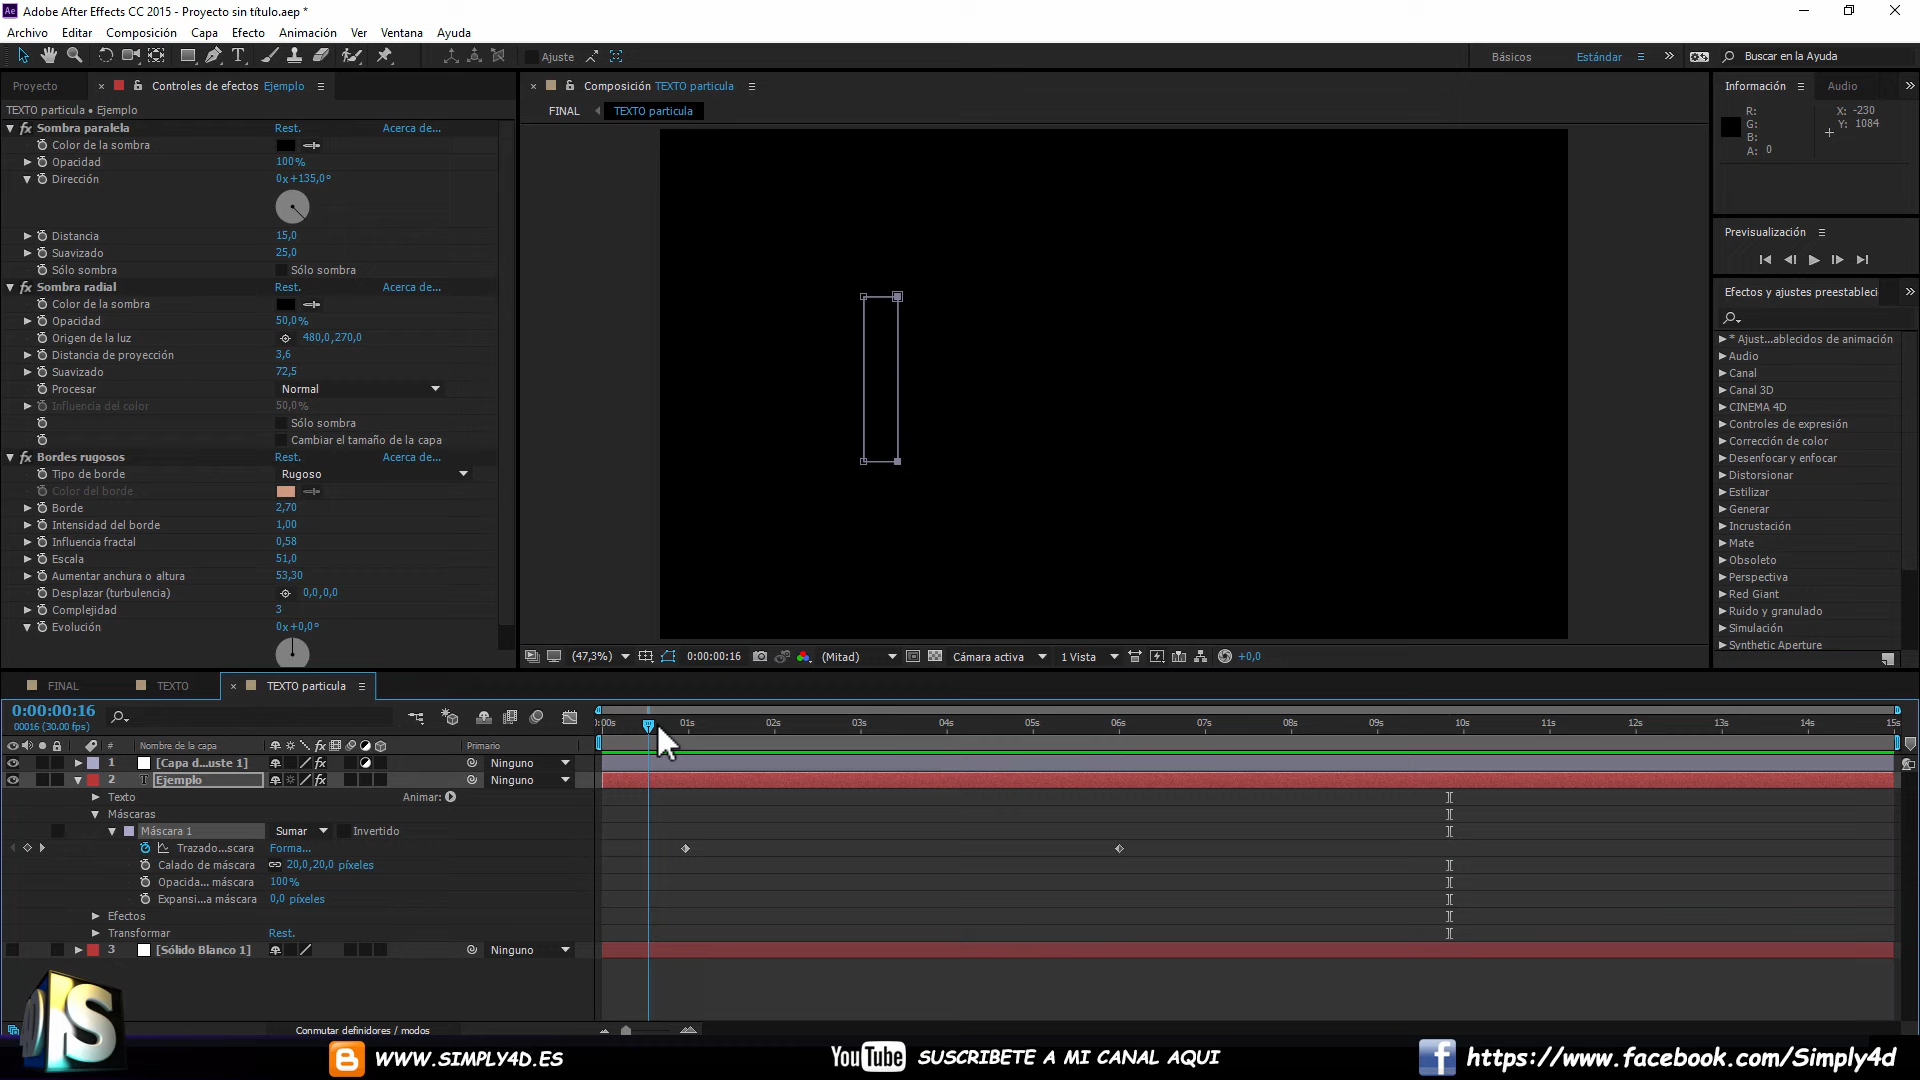 Adobe After Effects CC 2015 - Proyecto sin título.aep *
Archivo Editar Composición Capa Efecto Animación Ver Ventana Ayuda
Ajuste Básicos Estándar Buscar en la Ayuda
Proyecto Controles de efectos Ejemplo
TEXTO particula • Ejemplo
Sombra paralela Rest. Acerca de...
Color de la sombra
Opacidad 100%
Dirección 0x+135,0°
Distancia 15,0
Suavizado 25,0
Sólo sombra Sólo sombra
Sombra radial Rest. Acerca de...
Color de la sombra
Opacidad 50,0%
Origen de la luz 480,0,270,0
Distancia de proyección 3,6
Suavizado 72,5
Procesar Normal
Influencia del color 50,0%
Sólo sombra
Cambiar el tamaño de la capa
Bordes rugosos Rest. Acerca de...
Tipo de borde Rugoso
Color del borde
Borde 2,70
Intensidad del borde 1,00
Influencia fractal 0,58
Escala 51,0
Aumentar anchura o altura 53,30
Desplazar (turbulencia) 0,0,0,0
Complejidad 3
Evolución 0x+0,0°
Composición TEXTO particula
FINAL TEXTO particula
(47,3%) 0:00:00:16 (Mitad) Cámara activa 1 Vista +0,0
Información Audio
R: X: -230
G: Y: 1084
B:
A: 0
Previsualización
Efectos y ajustes preestableci
* Ajust...ablecidos de animación
Audio
Canal
Canal 3D
CINEMA 4D
Controles de expresión
Corrección de color
Desenfocar y enfocar
Distorsionar
Estilizar
Generar
Incrustación
Mate
Obsoleto
Perspectiva
Red Giant
Ruido y granulado
Simulación
Synthetic Aperture
FINAL TEXTO TEXTO particula
0:00:00:16
00016 (30.00 fps)
0:00s 01s 02s 03s 04s 05s 06s 07s 08s 09s 10s 11s 12s 13s 14s 15s
# Nombre de la capa Primario
1 [Capa d...uste 1] Ninguno
2 T Ejemplo Ninguno
Texto Animar:
Máscaras
Máscara 1 Sumar Invertido
Trazado...scara Forma...
Calado de máscara 20,0,20,0 píxeles
Opacida... máscara 100%
Expansi...a máscara 0,0 píxeles
Efectos
Transformar Rest.
3 [Sólido Blanco 1] Ninguno
Conmutar definidores / modos
WWW.SIMPLY4D.ES YouTube SUSCRIBETE A MI CANAL AQUI https://www.facebook.com/Simply4d